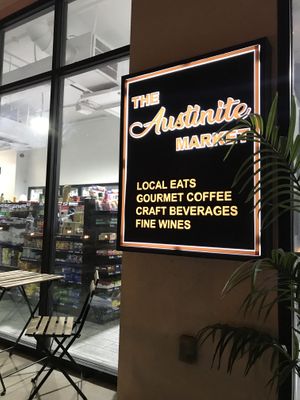 THE
Austinite
MARKET
LOCAL EATS
GOURMET COFFEE
CRAFT BEVERAGES
FINE WINES